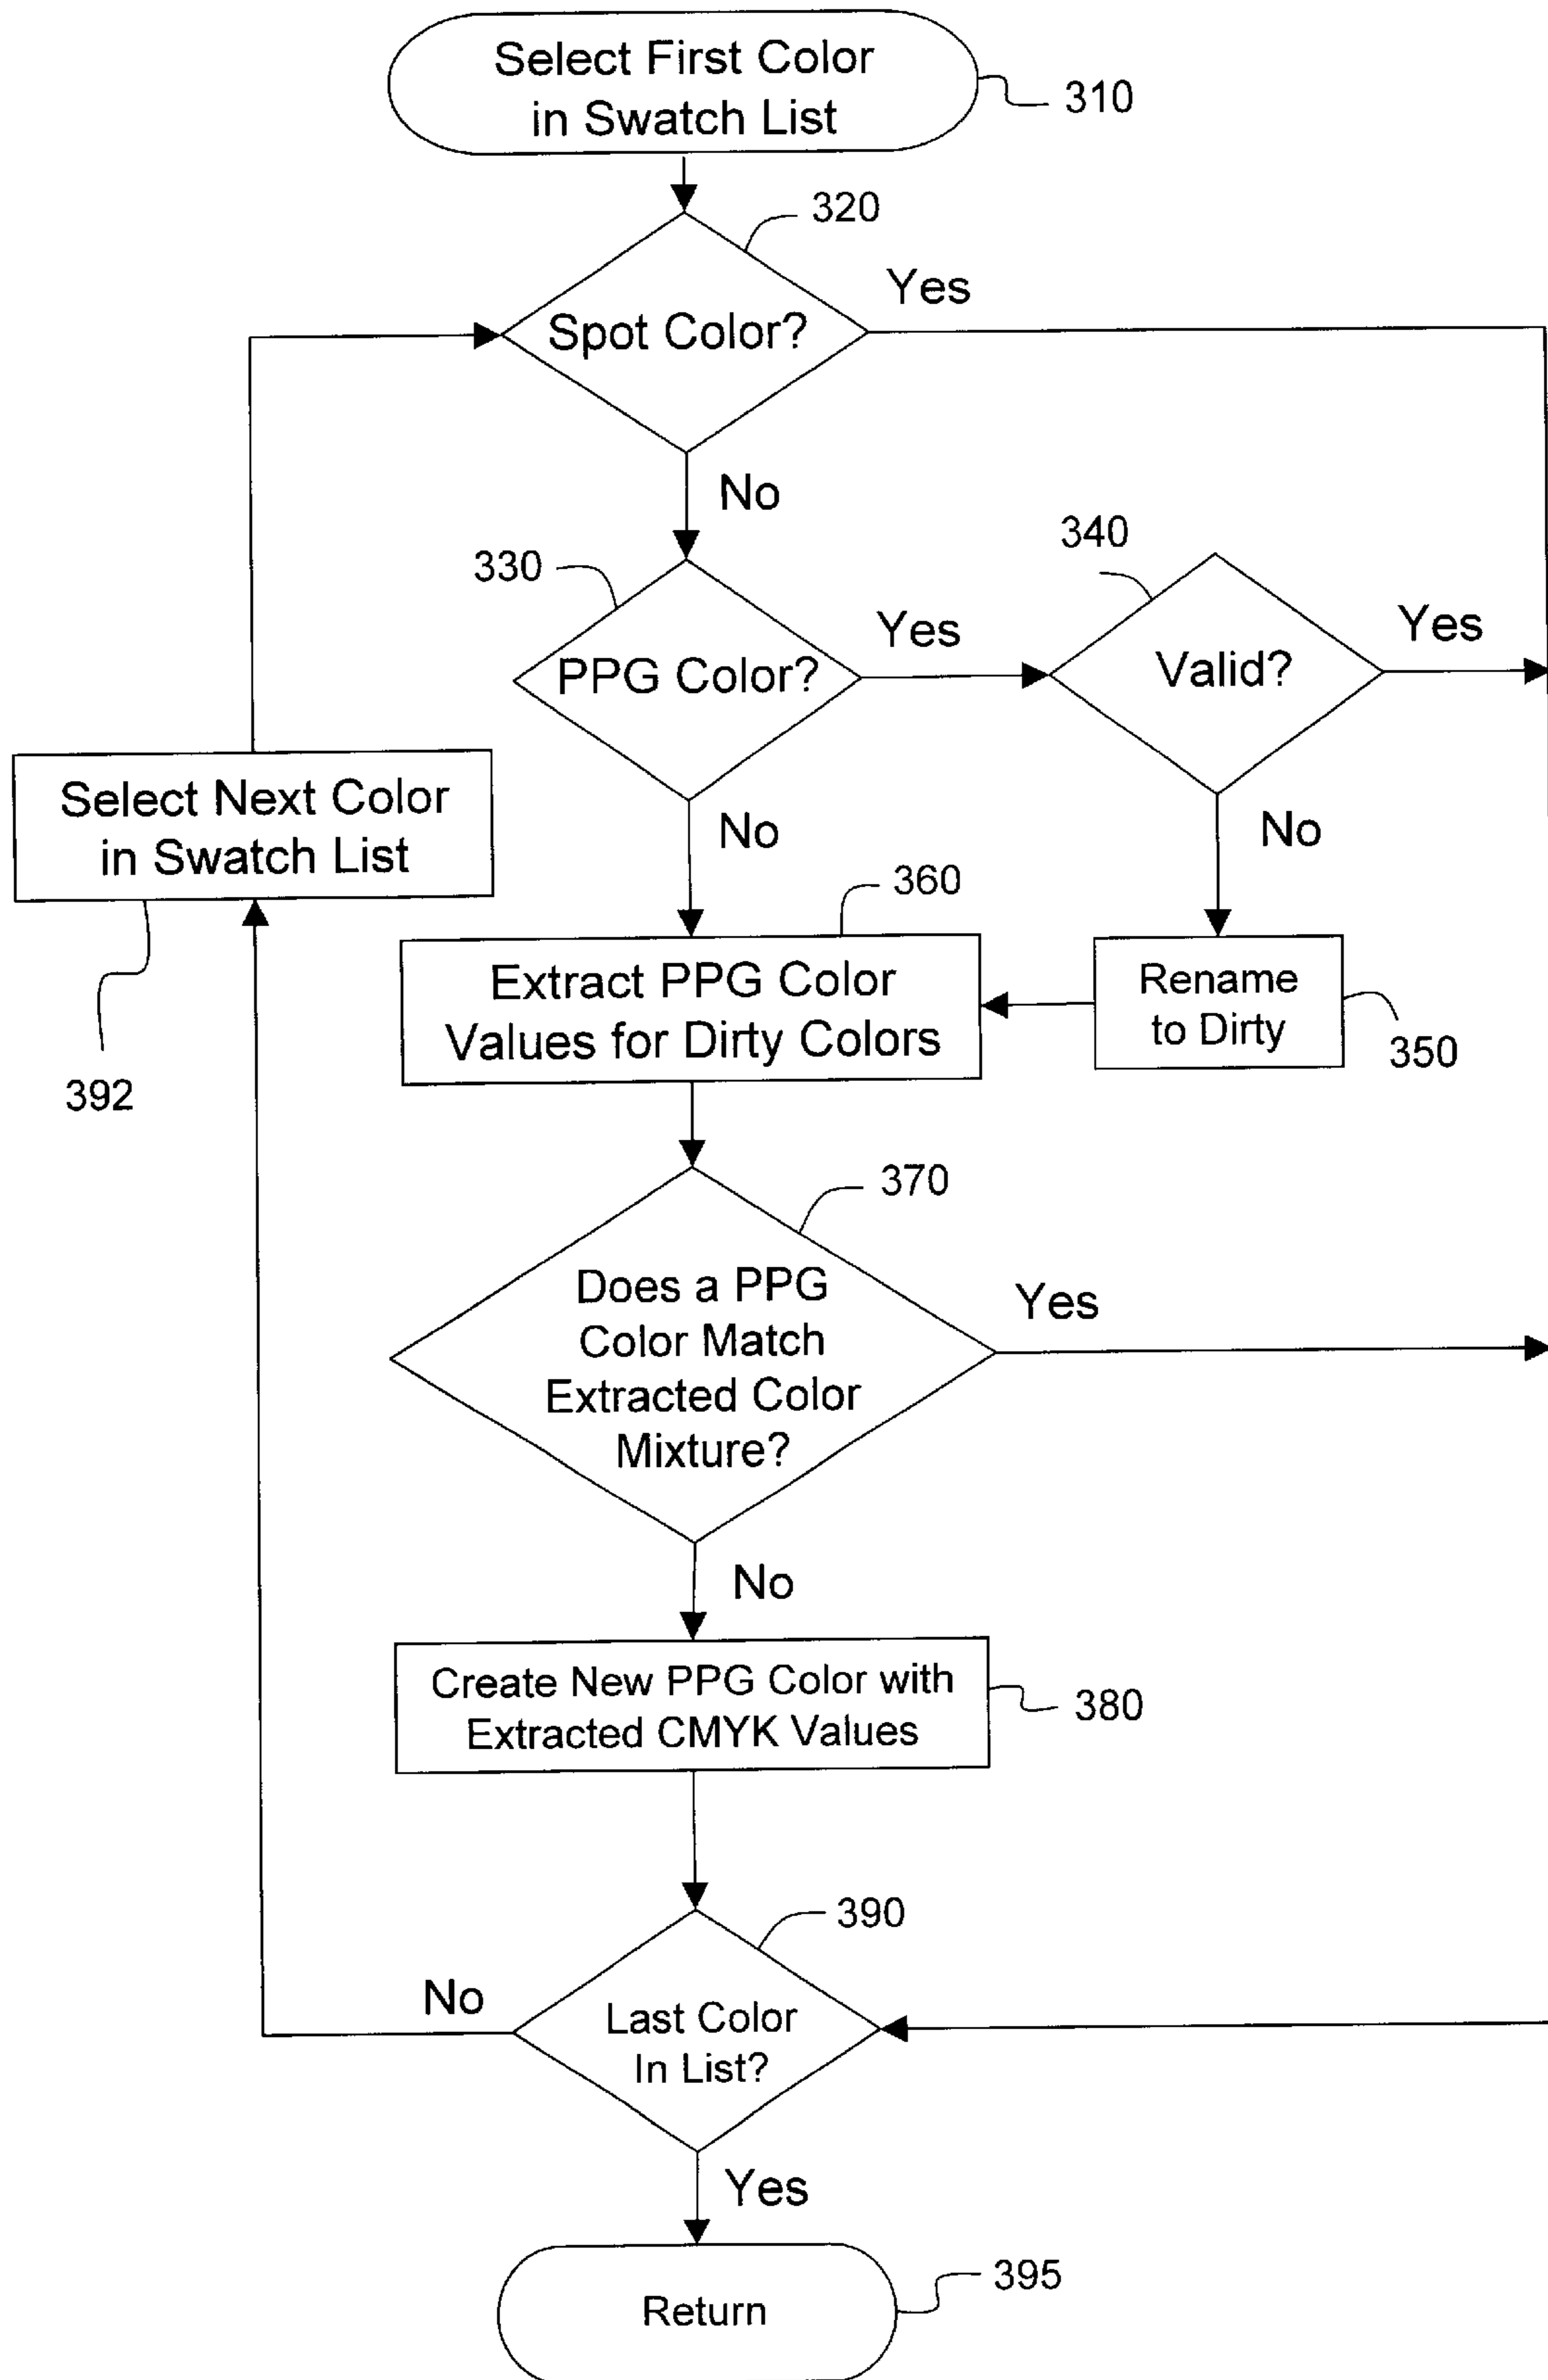 Select First Color
in Swatch List
310
320
Spot Color?
Yes
No
330
PPG Color?
Yes
340
Valid?
Yes
No
No
Select Next Color
in Swatch List
392
360
Extract PPG Color
Values for Dirty Colors
Rename
to Dirty
350
370
Does a PPG
Color Match
Extracted Color
Mixture?
Yes
No
Create New PPG Color with
Extracted CMYK Values
380
390
Last Color
In List?
No
Yes
Return
395